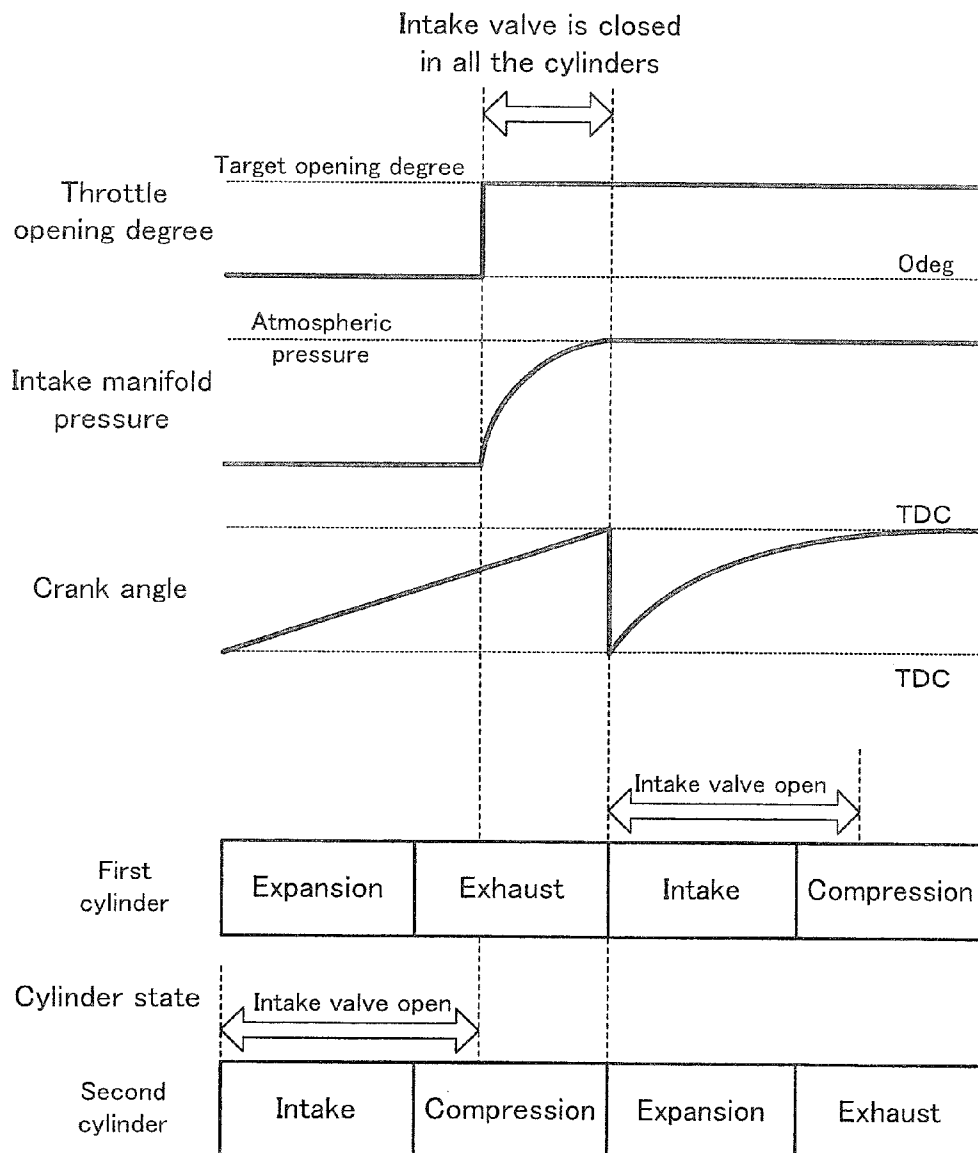 Intake valve is closed
in all the cylinders
Target opening degree
Throttle
opening degree
0deg
Atmospheric
pressure
Intake manifold
pressure
TDC
Crank angle
TDC
Intake valve open
First
cylinder
Expansion
Exhaust
Intake
Compression
Cylinder state
Intake valve open
Second
cylinder
Intake
Compression
Expansion
Exhaust